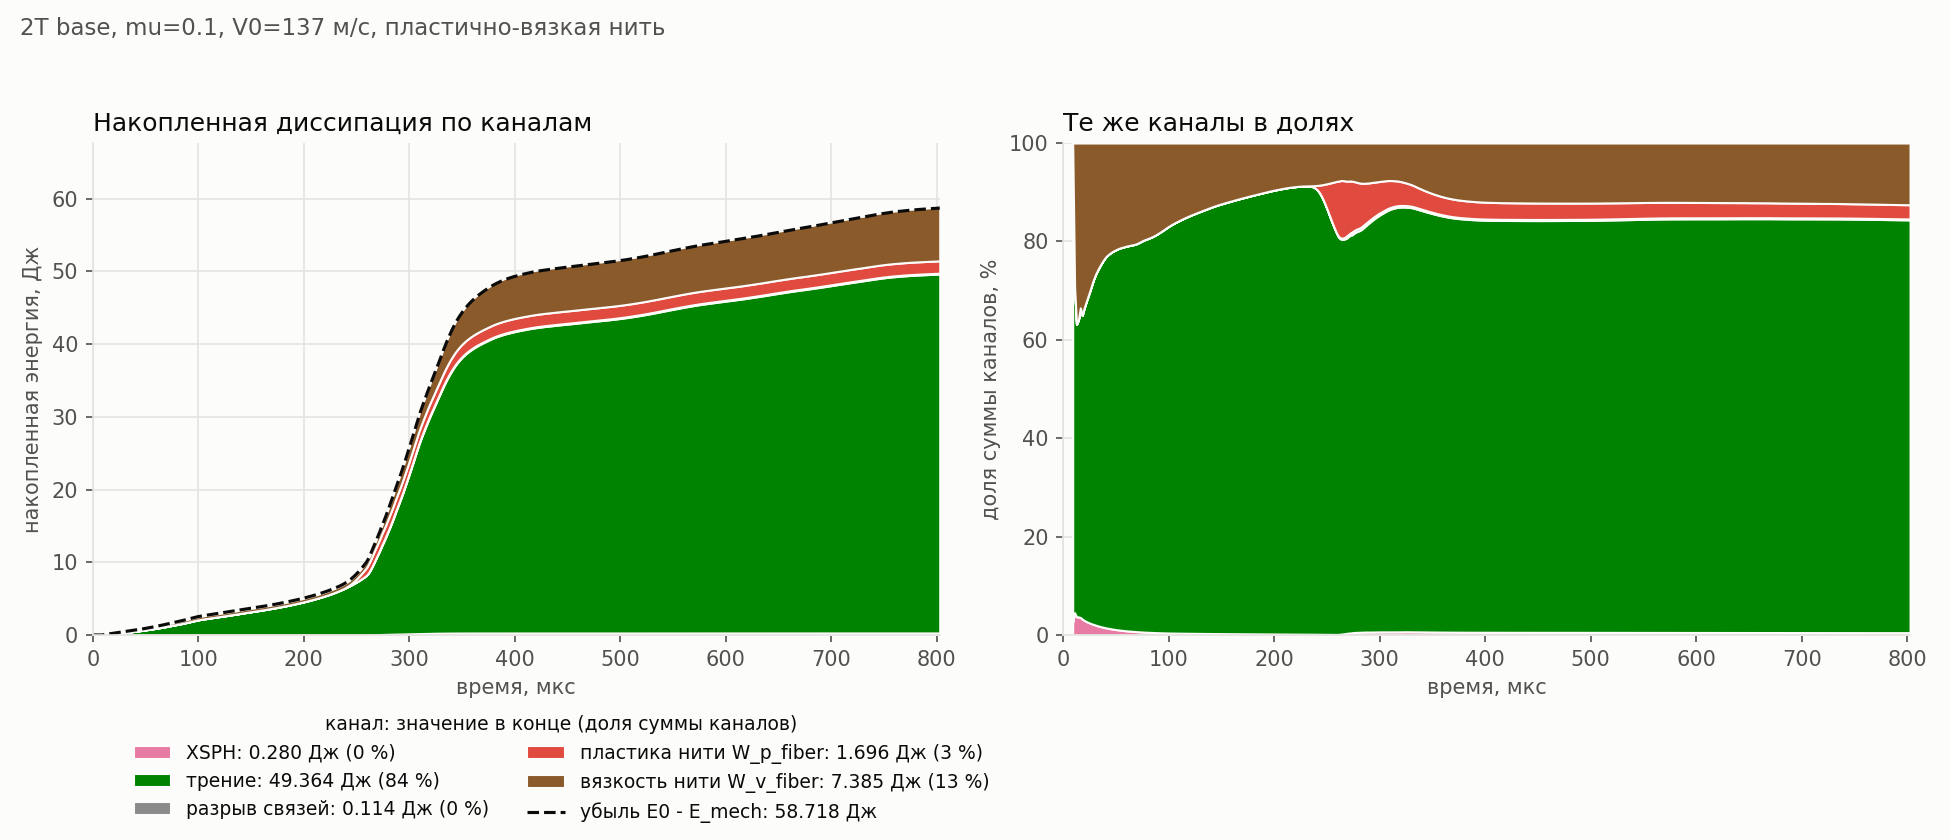 2T base, mu=0.1, V0=137 м/с, пластично-вязкая нить
Накопленная диссипация по каналам
накопленная энергия, Дж
60
50
40
30
20
10
0
0 100 200 300 400 500 600 700 800
время, мкс
Те же каналы в долях
доля суммы каналов, %
100
80
60
40
20
0
0 100 200 300 400 500 600 700 800
время, мкс
канал: значение в конце (доля суммы каналов)
XSPH: 0.280 Дж (0 %)
трение: 49.364 Дж (84 %)
разрыв связей: 0.114 Дж (0 %)
пластика нити W_p_fiber: 1.696 Дж (3 %)
вязкость нити W_v_fiber: 7.385 Дж (13 %)
убыль E0 - E_mech: 58.718 Дж